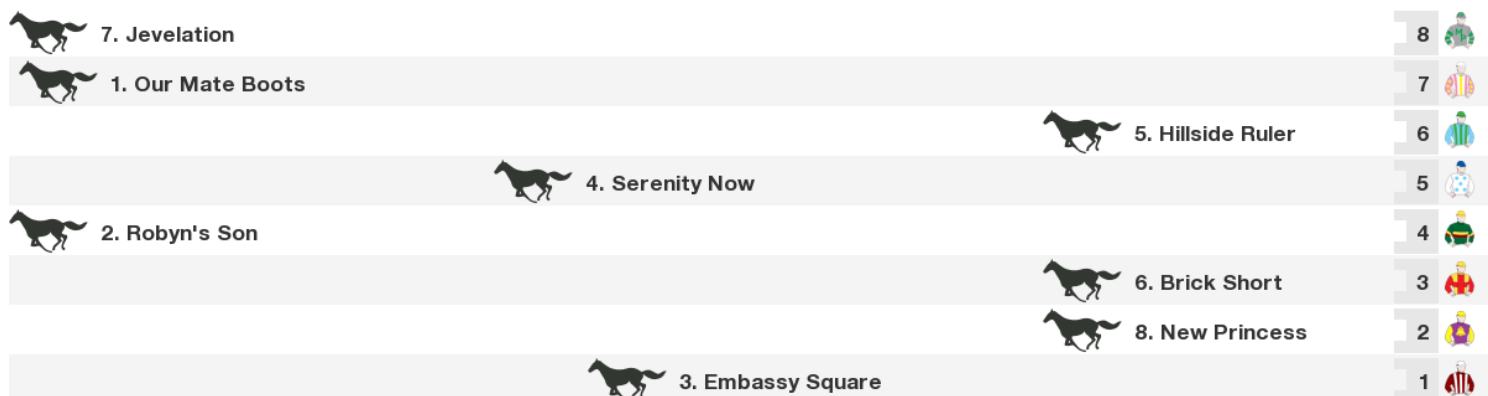 7. Jevelation 8
1. Our Mate Boots 7
5. Hillside Ruler 6
4. Serenity Now 5
2. Robyn's Son 4
6. Brick Short 3
8. New Princess 2
3. Embassy Square 1